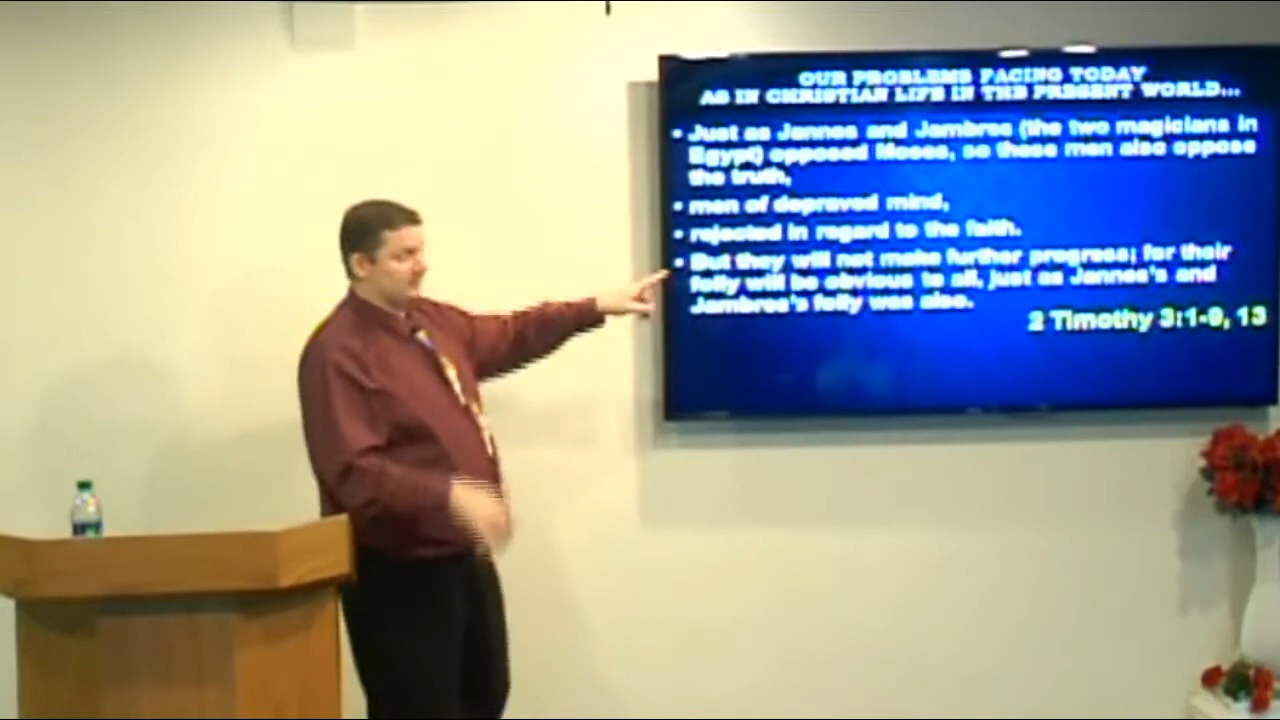 OUR PROBLEMS FACING TODAY
AS IN CHRISTIAN LIFE IN THE PRESENT WORLD...
• Just as Jannes and Jambres (the two magicians in
Egypt) opposed Moses, so these men also oppose
the truth,
• men of depraved mind,
• rejected in regard to the faith.
• But they will not make further progress; for their
folly will be obvious to all, just as Jannes's and
Jambres's folly was also.
2 Timothy 3:1-9, 13